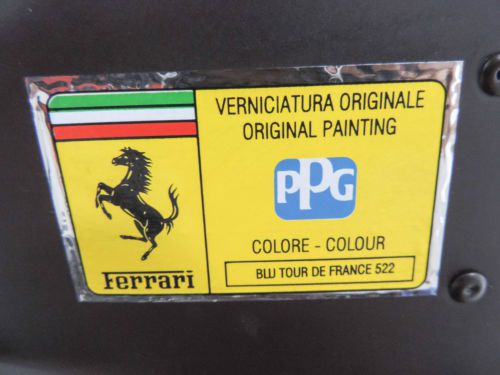 VERNICIATURA ORIGINALE
ORIGINAL PAINTING
PPG
COLORE - COLOUR
BLU TOUR DE FRANCE 522
Ferrari